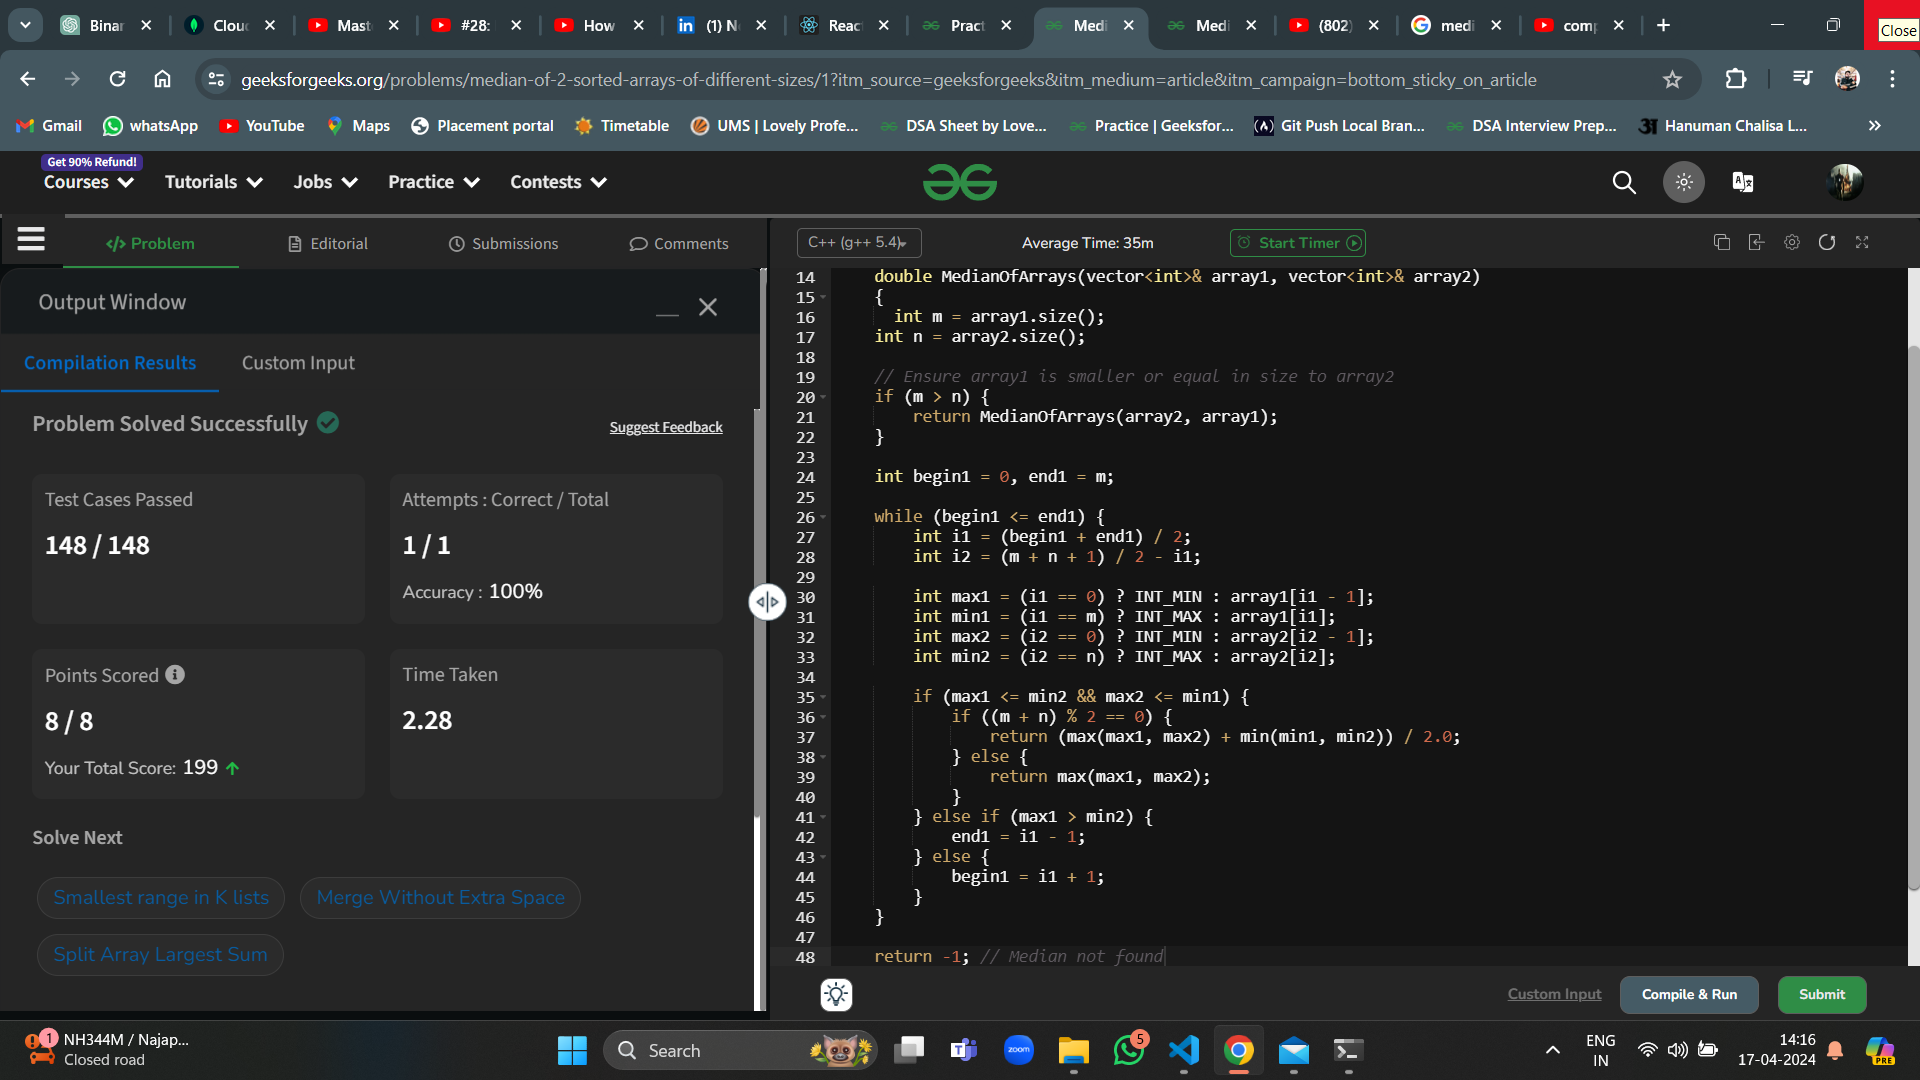 Binar
Clou
Mast
#28:
How
(1) N
Reac
Pract
Medi
Medi
(802)
medi
comp
Close
geeksforgeeks.org/problems/median-of-2-sorted-arrays-of-different-sizes/1?itm_source=geeksforgeeks&itm_medium=article&itm_campaign=bottom_sticky_on_article
Gmail
whatsApp
YouTube
Maps
Placement portal
Timetable
UMS | Lovely Profe...
DSA Sheet by Love...
Practice | Geeksfor...
Git Push Local Bran...
DSA Interview Prep...
Hanuman Chalisa L...
Get 90% Refund!
Courses
Tutorials
Jobs
Practice
Contests
</> Problem
Editorial
Submissions
Comments
C++ (g++ 5.4)
Average Time: 35m
Start Timer
Output Window
Compilation Results
Custom Input
Problem Solved Successfully
Suggest Feedback
Test Cases Passed
148 / 148
Attempts : Correct / Total
1 / 1
Accuracy : 100%
Points Scored
8 / 8
Your Total Score: 199
Time Taken
2.28
Solve Next
Smallest range in K lists
Merge Without Extra Space
Split Array Largest Sum
14 double MedianOfArrays(vector<int>& array1, vector<int>& array2)
15 {
16 int m = array1.size();
17 int n = array2.size();
18
19 // Ensure array1 is smaller or equal in size to array2
20 if (m > n) {
21 return MedianOfArrays(array2, array1);
22 }
23
24 int begin1 = 0, end1 = m;
25
26 while (begin1 <= end1) {
27 int i1 = (begin1 + end1) / 2;
28 int i2 = (m + n + 1) / 2 - i1;
29
30 int max1 = (i1 == 0) ? INT_MIN : array1[i1 - 1];
31 int min1 = (i1 == m) ? INT_MAX : array1[i1];
32 int max2 = (i2 == 0) ? INT_MIN : array2[i2 - 1];
33 int min2 = (i2 == n) ? INT_MAX : array2[i2];
34
35 if (max1 <= min2 && max2 <= min1) {
36 if ((m + n) % 2 == 0) {
37 return (max(max1, max2) + min(min1, min2)) / 2.0;
38 } else {
39 return max(max1, max2);
40 }
41 } else if (max1 > min2) {
42 end1 = i1 - 1;
43 } else {
44 begin1 = i1 + 1;
45 }
46 }
47
48 return -1; // Median not found
Custom Input
Compile & Run
Submit
1
NH344M / Najap...
Closed road
Search
zoom
5
ENG
IN
14:16
17-04-2024
PRE